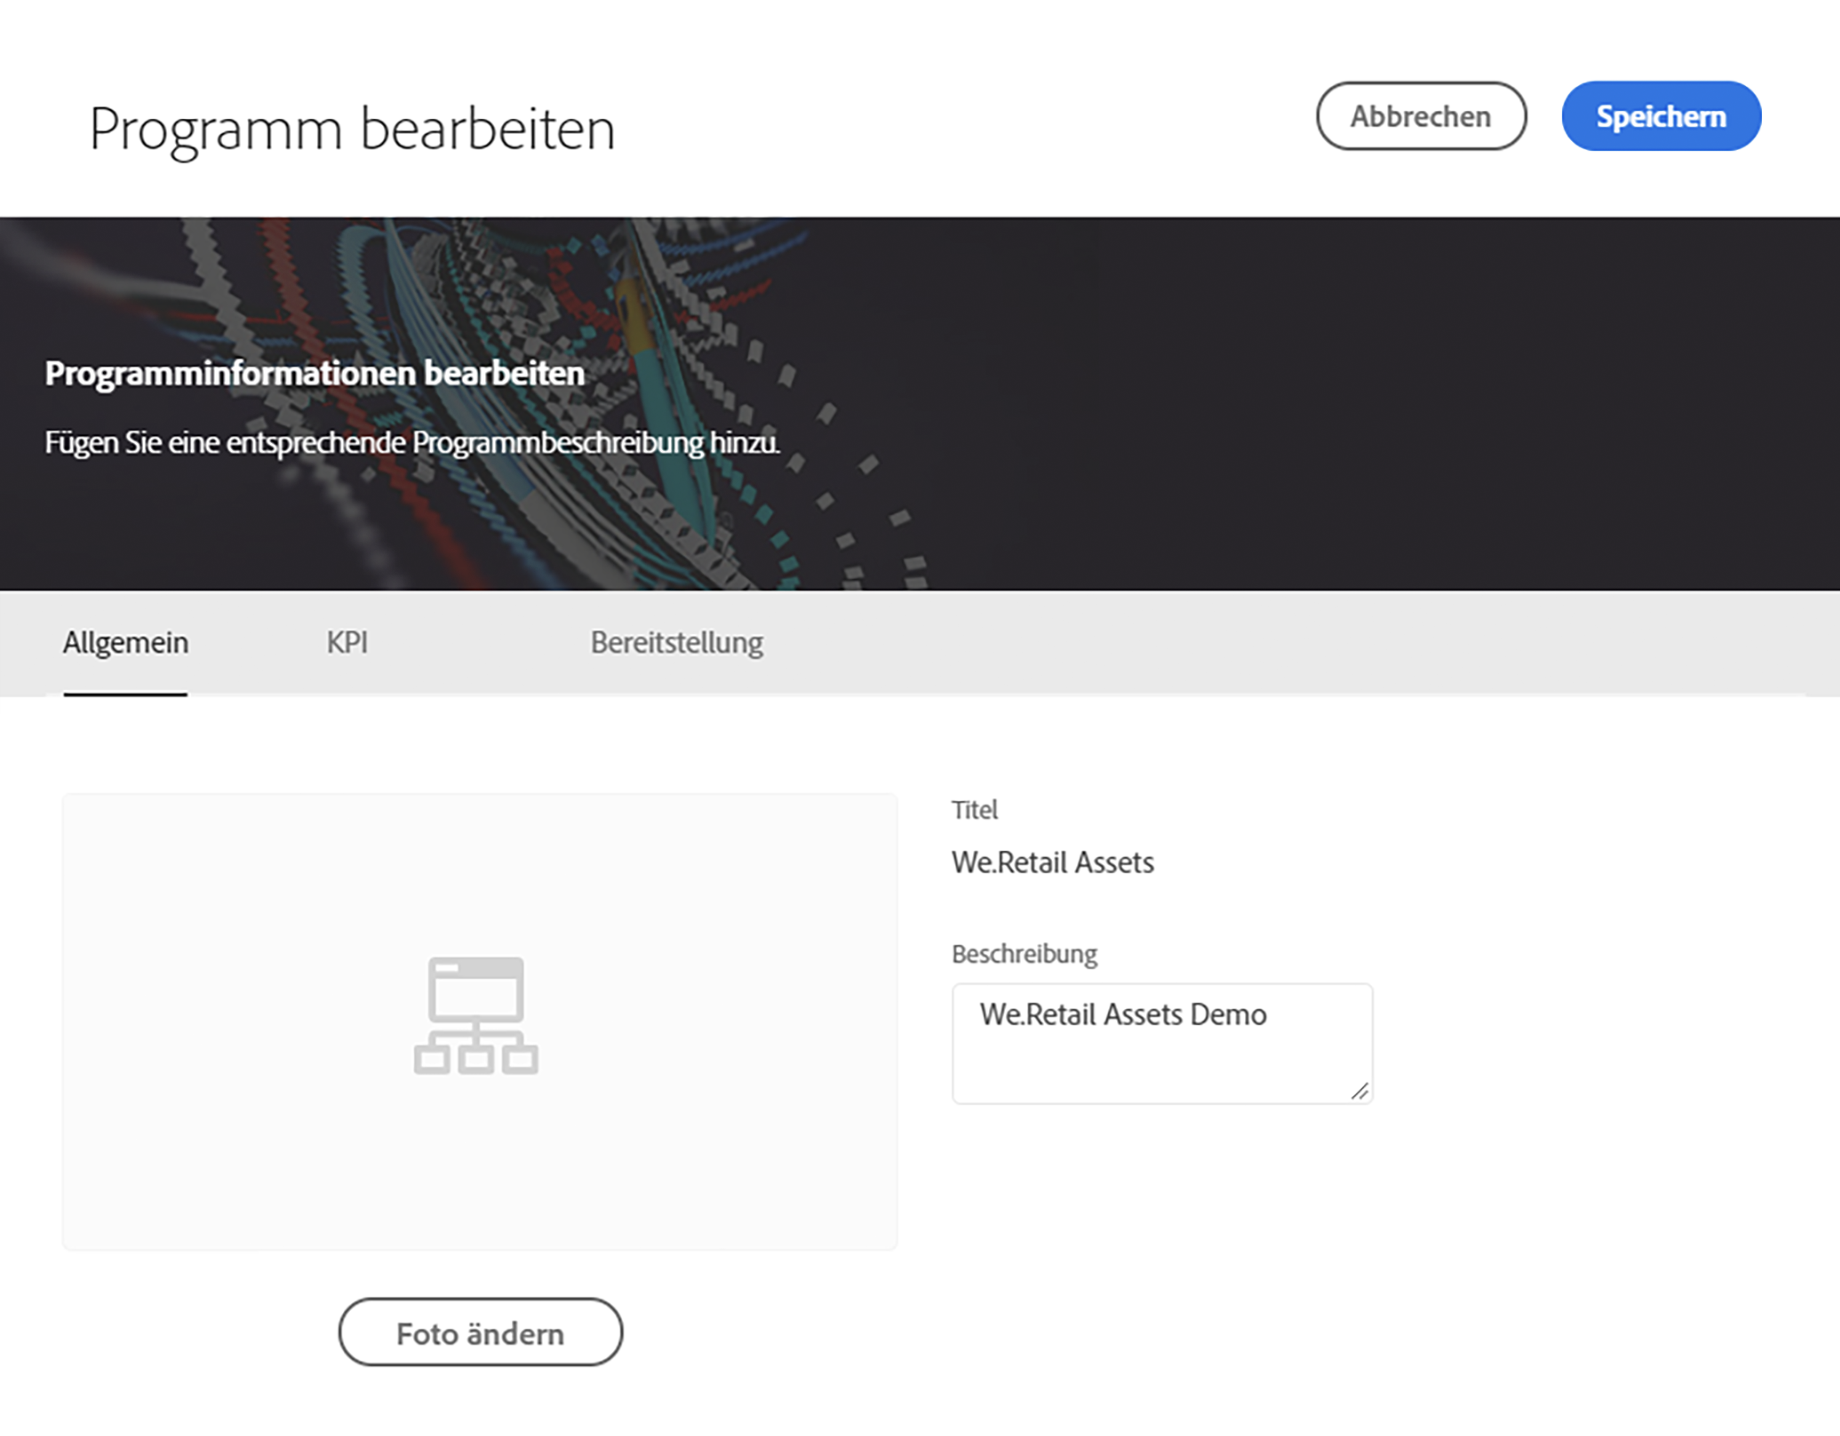 Programm bearbeiten
Abbrechen
Speichern
Programminformationen bearbeiten
Fügen Sie eine entsprechende Programmbeschreibung hinzu.
Allgemein
KPI
Bereitstellung
Titel
We.Retail Assets
Beschreibung
We.Retail Assets Demo
Foto ändern